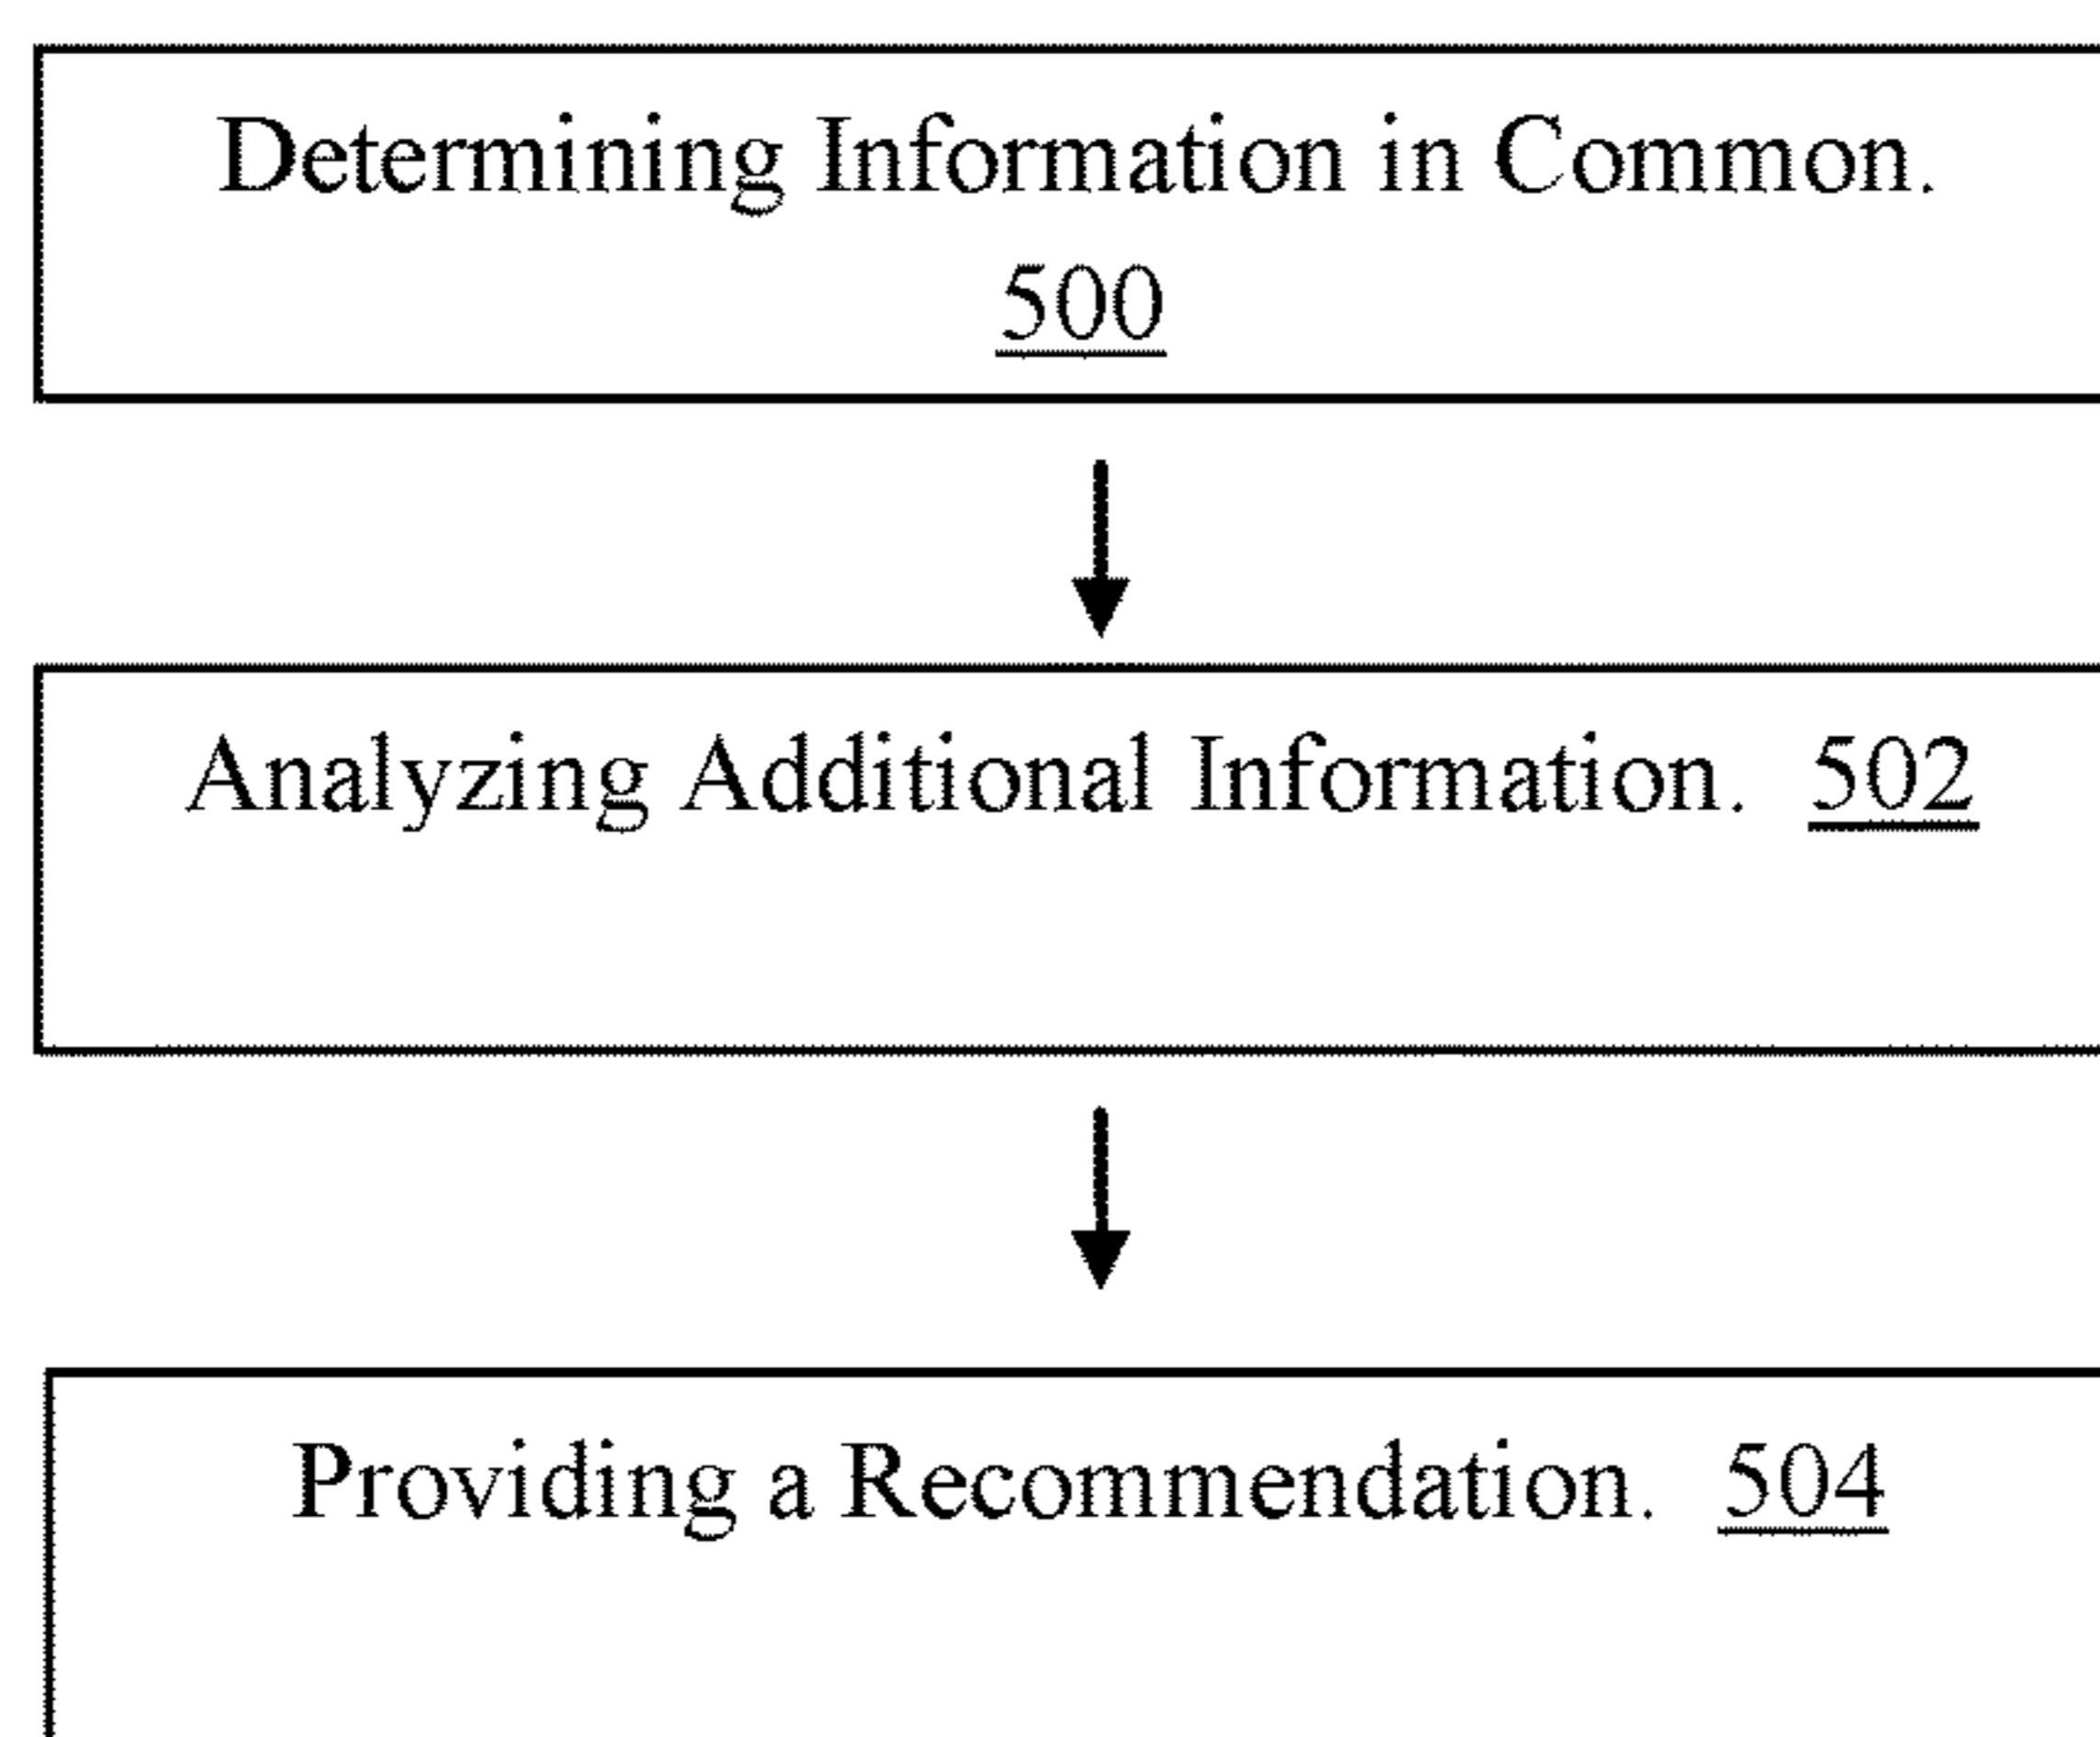 Determining Information in Common.
500
Analyzing Additional Information. 502
Providing a Recommendation. 504